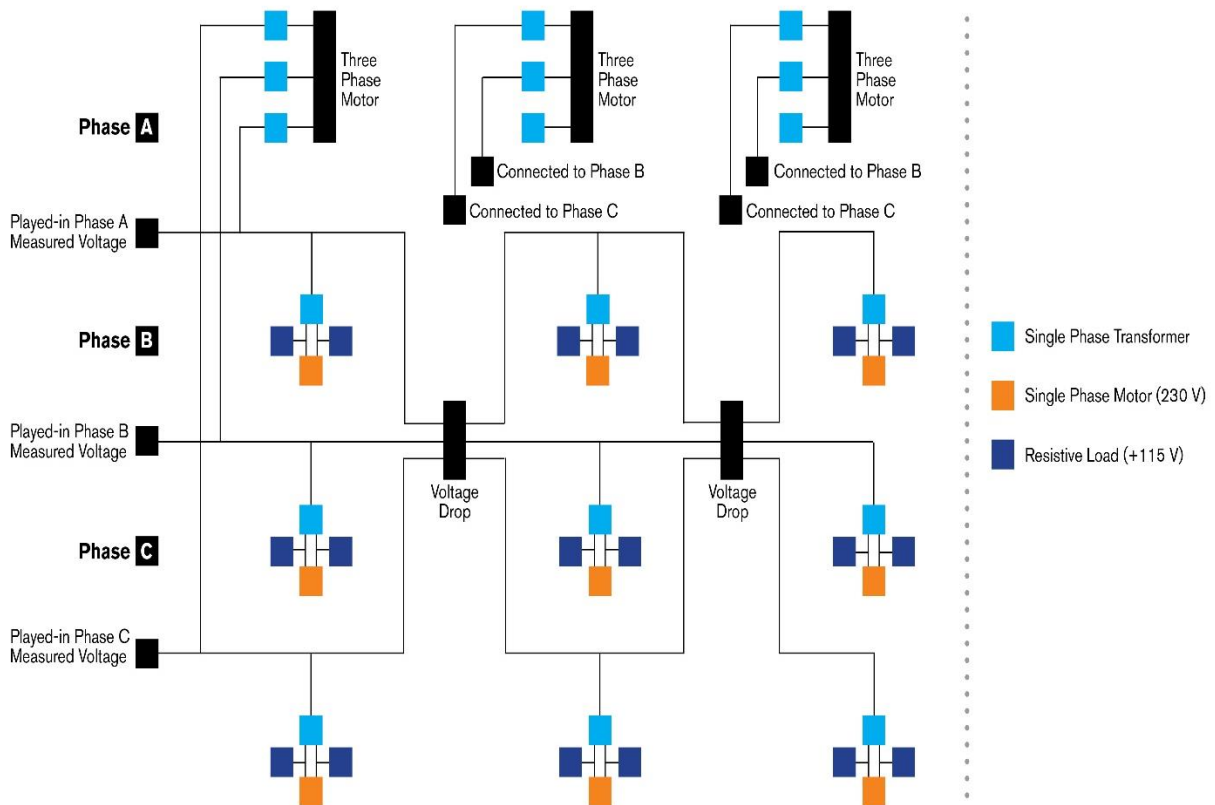 Three
Phase
Motor
Three
Phase
Motor
Three
Phase
Motor
Phase A
Connected to Phase B
Connected to Phase B
Connected to Phase C
Connected to Phase C
Played-in Phase A
Measured Voltage
Phase B
Single Phase Transformer
Single Phase Motor (230 V)
Resistive Load (+115 V)
Played-in Phase B
Measured Voltage
Voltage
Drop
Voltage
Drop
Phase C
Played-in Phase C
Measured Voltage